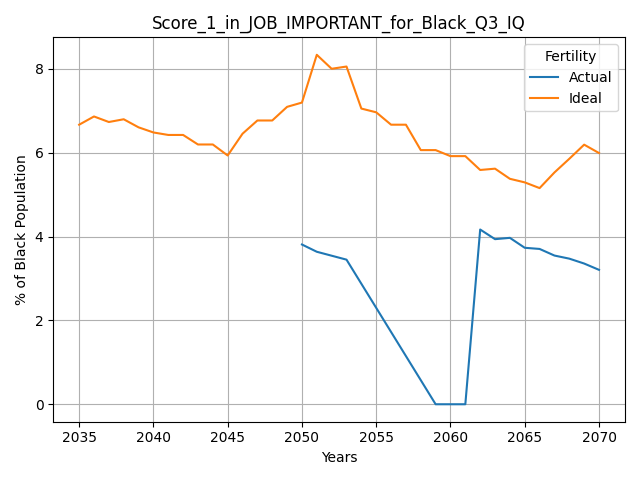 Score_1_in_JOB_IMPORTANT_for_Black_Q3_IQ
Fertility
Actual
Ideal
% of Black Population
8
6
4
2
0
2035 2040 2045 2050 2055 2060 2065 2070
Years